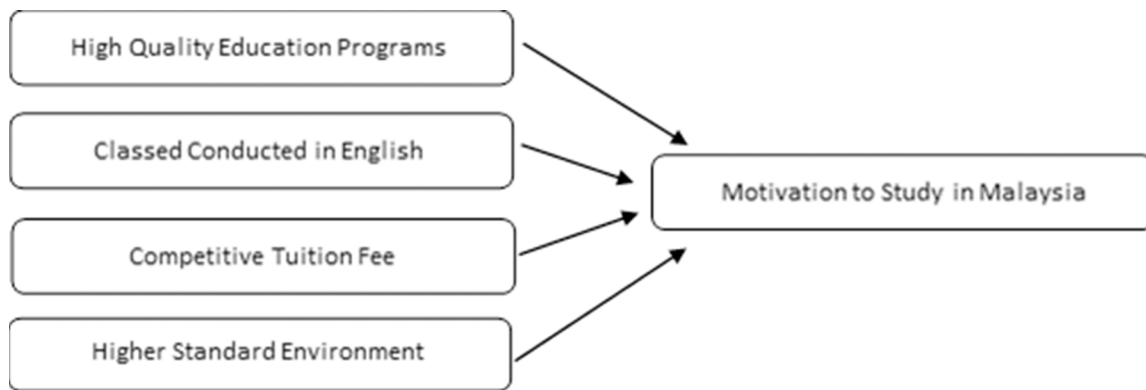 High Quality Education Programs
Classed Conducted in English
Competitive Tuition Fee
Higher Standard Environment
Motivation to Study in Malaysia